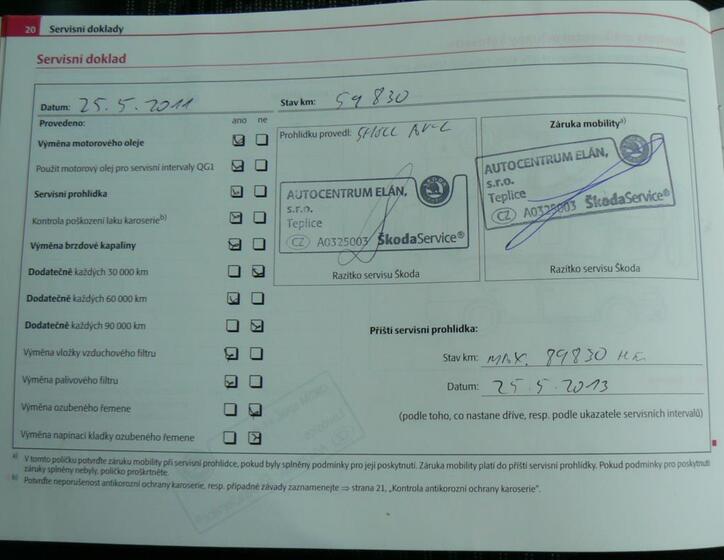 20 Servisní doklady
Servisní doklad
Datum: 25.5.2011 Stav km: 59 830
Provedeno: ano ne
Výměna motorového oleje
Použit motorový olej pro servisní intervaly QG1
Servisní prohlídka
Kontrola poškození laku karoserie b)
Výměna brzdové kapaliny
Dodatečně každých 30 000 km
Dodatečně každých 60 000 km
Dodatečně každých 90 000 km
Výměna vložky vzduchového filtru
Výměna palivového filtru
Výměna ozubeného řemene
Výměna napínací kladky ozubeného řemene
Prohlídku provedl:
AUTOCENTRUM ELÁN,
s.r.o.
Teplice
CZ A0325003 ŠkodaService®
Razítko servisu Škoda
Záruka mobility a)
AUTOCENTRUM ELÁN,
s.r.o.
Teplice
CZ A0325003 ŠkodaService®
Razítko servisu Škoda
Příští servisní prohlídka:
Stav km: MAX. 89830
Datum: 25.5.2013
(podle toho, co nastane dříve, resp. podle ukazatele servisních intervalů)
a) V tomto políčku potvrďte záruku mobility při servisní prohlídce, pokud byly splněny podmínky pro její poskytnutí. Záruka mobility platí do příští servisní prohlídky. Pokud podmínky pro poskytnutí
záruky splněny nebyly, políčko proškrtněte.
b) Potvrďte neporušenost antikorozní ochrany karoserie, resp. případné závady zaznamenejte ⇒ strana 21, „Kontrola antikorozní ochrany karoserie".